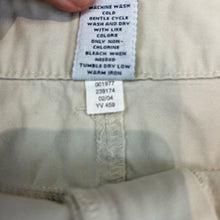 MACHINE WASH
COLD
GENTLE CYCLE
WASH AND DRY
WITH LIKE
COLORS
ONLY NON-
CHLORINE
BLEACH WHEN
NEEDED
TUMBLE DRY LOW
WARM IRON
001977
239174
02/04
YV 459